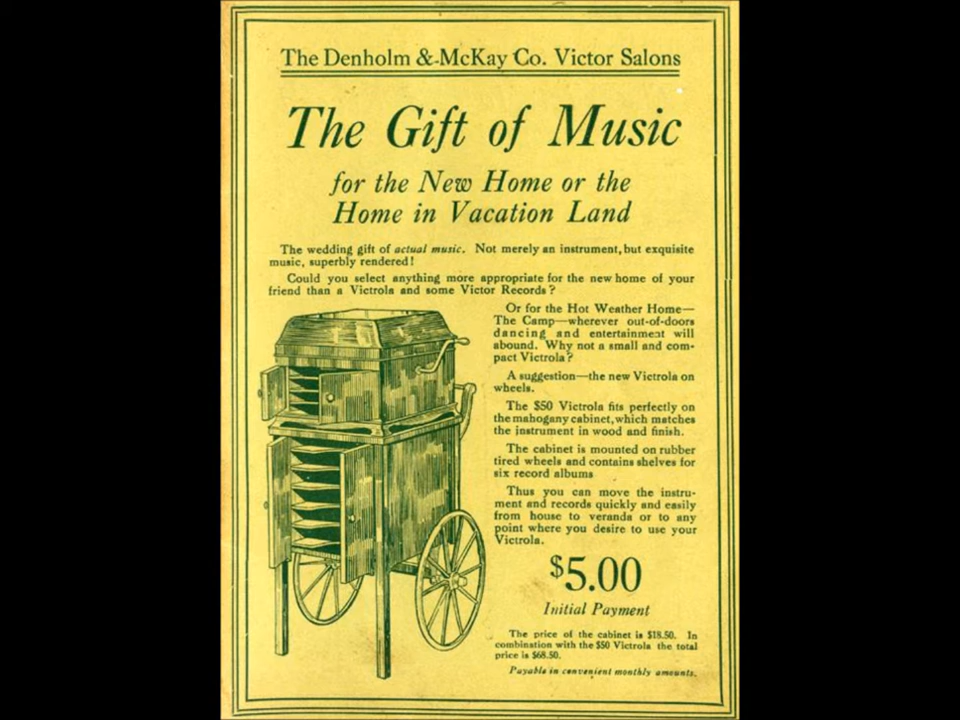 The Denholm & McKay Co. Victor Salons
The Gift of Music
for the New Home or the
Home in Vacation Land
The wedding gift of actual music. Not merely an instrument, but exquisite
music, superbly rendered!
Could you select anything more appropriate for the new home of your
friend than a Victrola and some Victor Records?
Or for the Hot Weather Home—
The Camp—wherever out-of-doors
dancing and entertainment will
abound. Why not a small and com-
pact Victrola?
A suggestion—the new Victrola on
wheels.
The $50 Victrola fits perfectly on
the mahogany cabinet, which matches
the instrument in wood and finish.
The cabinet is mounted on rubber
tired wheels and contains shelves for
six record albums
Thus you can move the instru-
ment and records quickly and easily
from house to veranda or to any
point where you desire to use your
Victrola.
$5.00
Initial Payment
The price of the cabinet is $18.50. In
combination with the $50 Victrola the total
price is $68.50.
Payable in convenient monthly amounts.